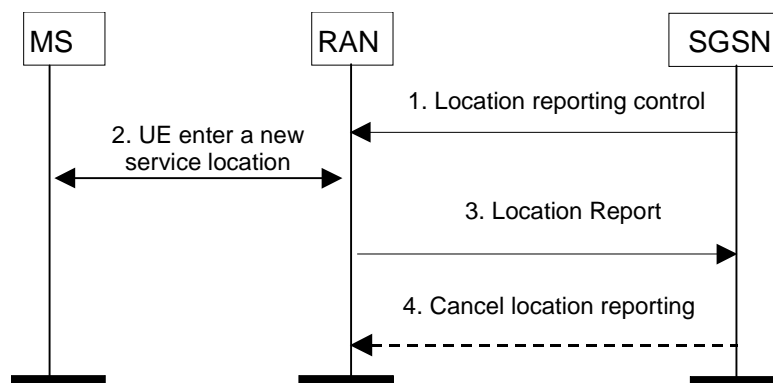 MS
RAN
SGSN
1. Location reporting control
2. UE enter a new
service location
3. Location Report
4. Cancel location reporting